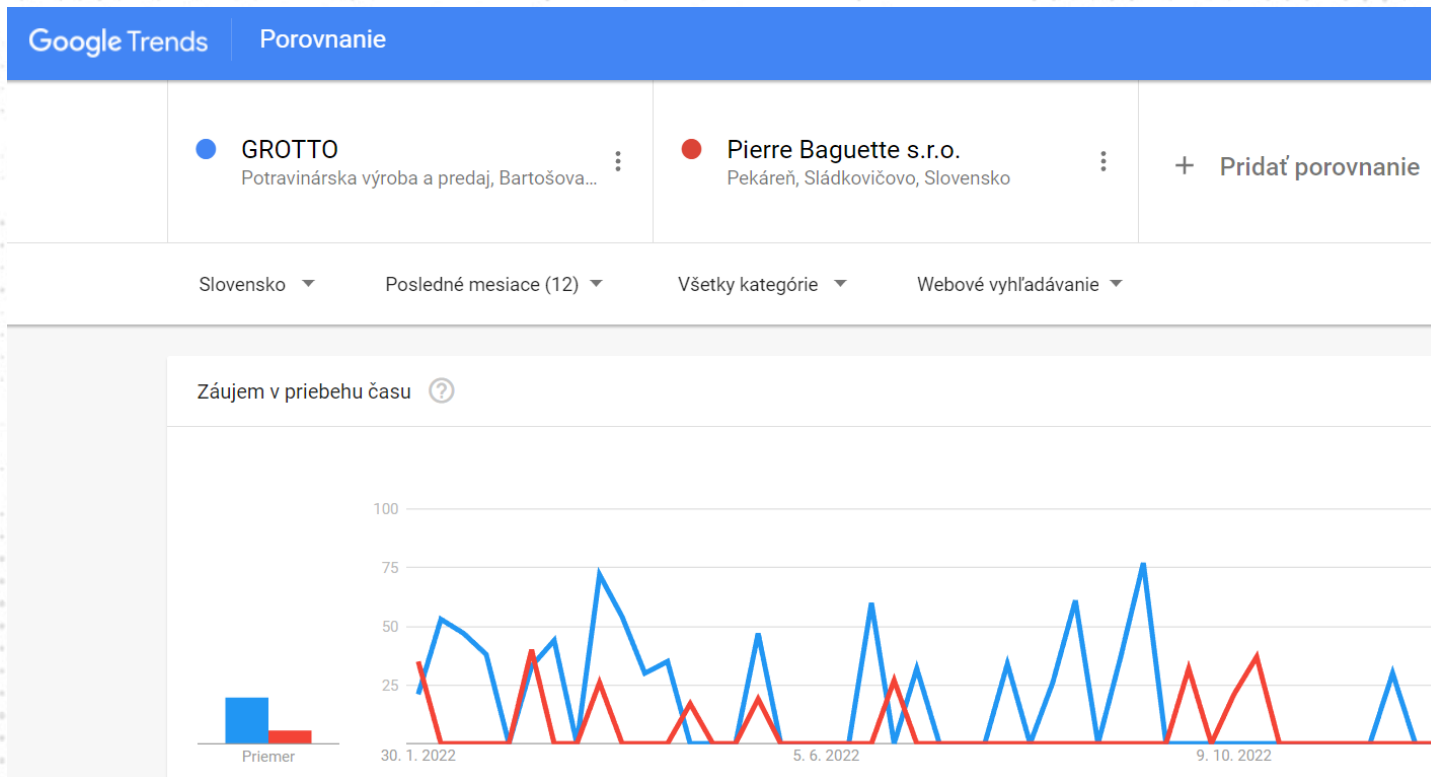 Google Trends
Porovnanie
GROTTO
Potravinárska výroba a predaj, Bartošova...
Pierre Baguette s.r.o.
Pekáreň, Sládkovičovo, Slovensko
+ Pridať porovnanie
Slovensko
Posledné mesiace (12)
Všetky kategórie
Webové vyhľadávanie
Záujem v priebehu času ?
100
75
50
25
Priemer
30. 1. 2022
5. 6. 2022
9. 10. 2022